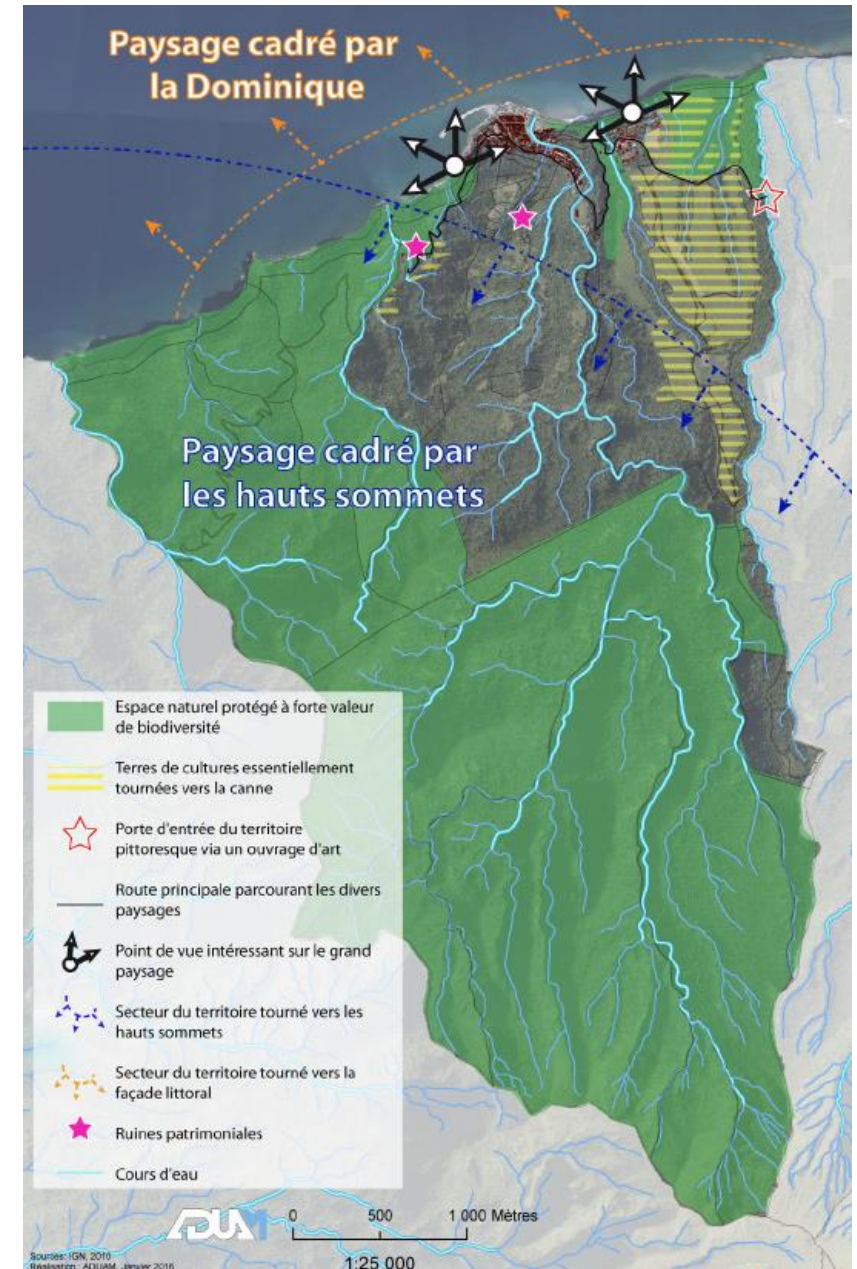 Paysage cadré par
la Dominique
Paysage cadré par
les hauts sommets
Espace naturel protégé à forte valeur
de biodiversité
Terres de cultures essentiellement
tournées vers la canne
Porte d'entrée du territoire
pittoresque via un ouvrage d'art
Route principale parcourant les divers
paysages
Point de vue intéressant sur le grand
paysage
Secteur du territoire tourné vers les
hauts sommets
Secteur du territoire tourné vers la
façade littoral
Ruines patrimoniales
Cours d'eau
ADUAM
0 500 1 000 Mètres
1:25 000
Sources: IGN, 2010
Réalisation : ADUAM, Janvier 2016